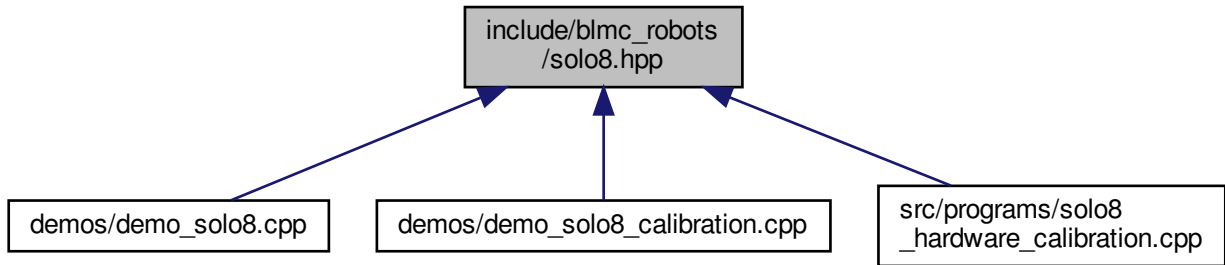 include/blmc_robots
/solo8.hpp
demos/demo_solo8.cpp
demos/demo_solo8_calibration.cpp
src/programs/solo8
_hardware_calibration.cpp